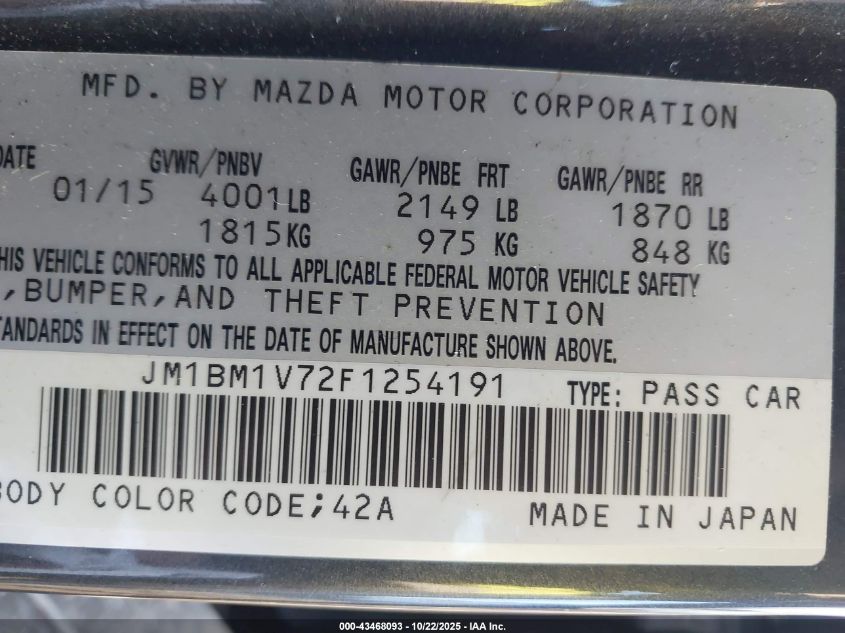 MFD. BY MAZDA MOTOR CORPORATION
DATE GVWR/PNBV GAWR/PNBE FRT GAWR/PNBE RR
01/15 4001LB 2149 LB 1870 LB
1815KG 975 KG 848 KG
HIS VEHICLE CONFORMS TO ALL APPLICABLE FEDERAL MOTOR VEHICLE SAFETY
,BUMPER,AND THEFT PREVENTION
TANDARDS IN EFFECT ON THE DATE OF MANUFACTURE SHOWN ABOVE.
JM1BM1V72F1254191 TYPE: PASS CAR
BODY COLOR CODE;42A MADE IN JAPAN
000-43468093 - 10/22/2025 - IAA Inc.